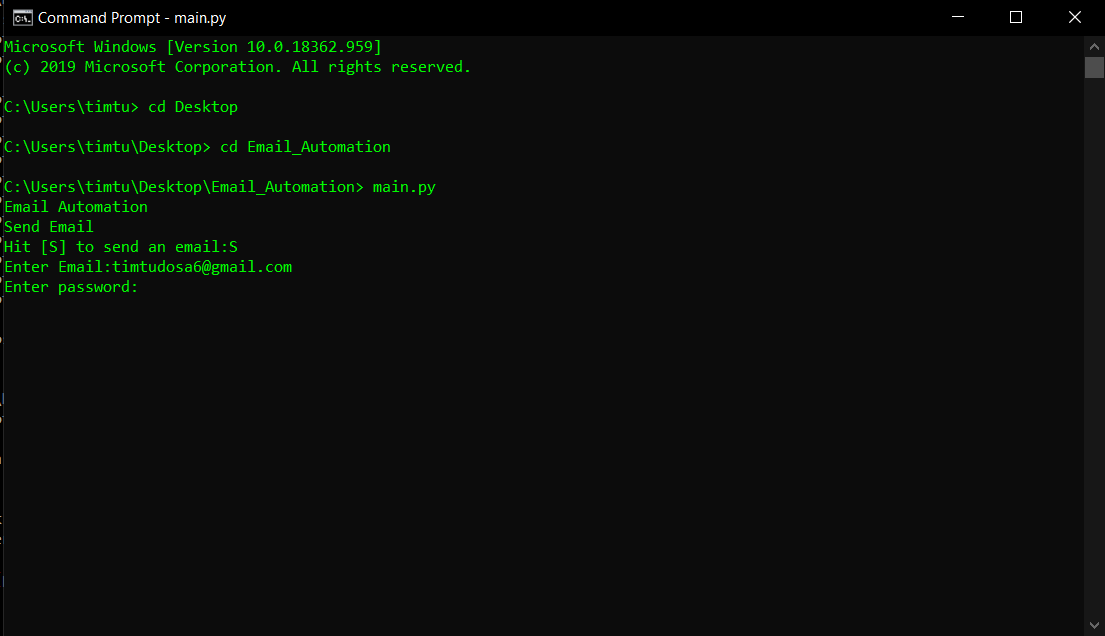 Command Prompt - main.py
Microsoft Windows [Version 10.0.18362.959]
(c) 2019 Microsoft Corporation. All rights reserved.
C:\Users\timtu> cd Desktop
C:\Users\timtu\Desktop> cd Email_Automation
C:\Users\timtu\Desktop\Email_Automation> main.py
Email Automation
Send Email
Hit [S] to send an email:S
Enter Email:timtudosa6@gmail.com
Enter password: